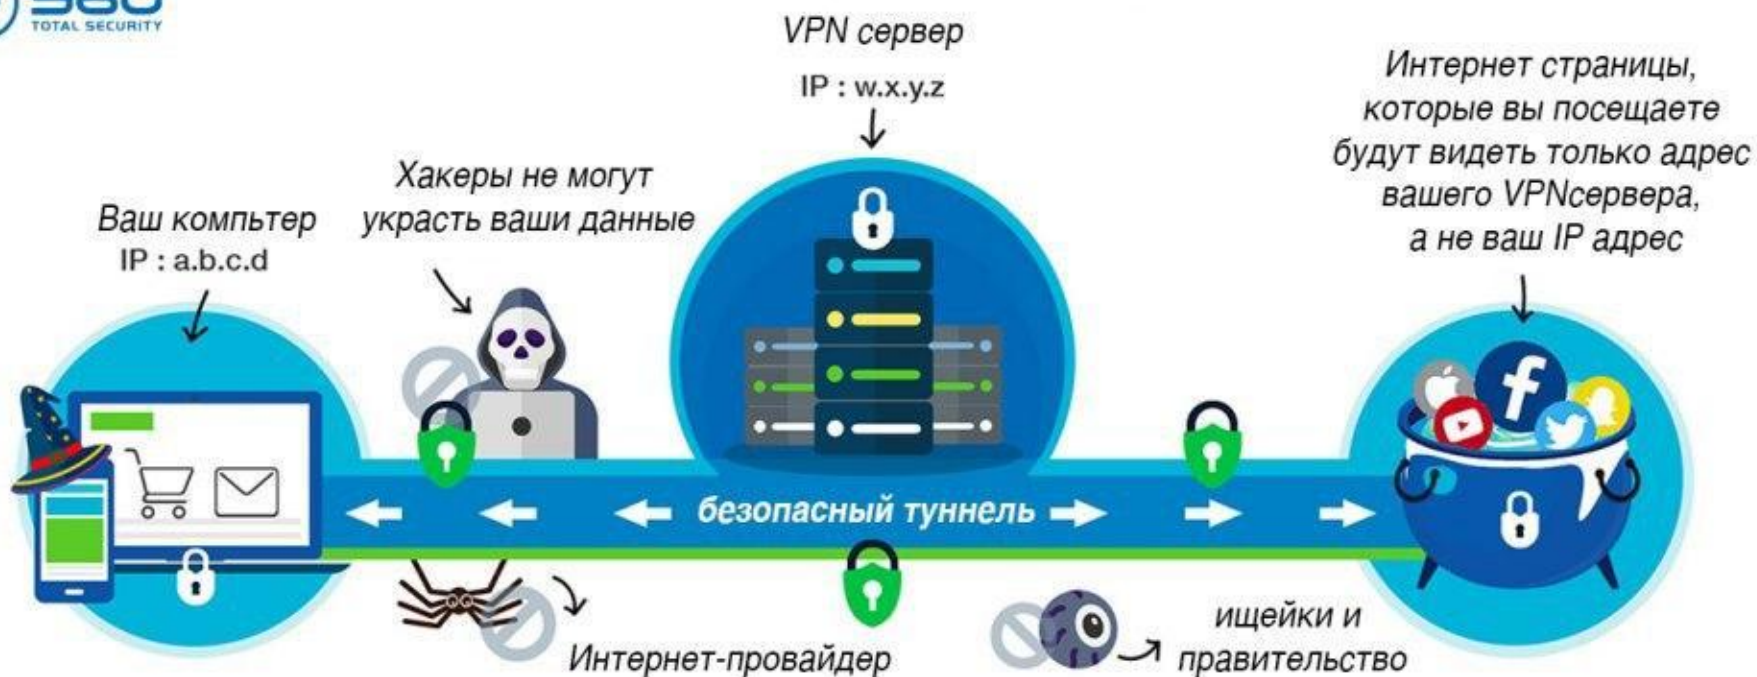 360
TOTAL SECURITY
VPN сервер
IP : w.x.y.z
Интернет страницы,
которые вы посещаете
будут видеть только адрес
вашего VPNсервера,
а не ваш IP адрес
Хакеры не могут
украсть ваши данные
Ваш компьтер
IP : a.b.c.d
безопасный туннель
Интернет-провайдер
ищейки и
правительство